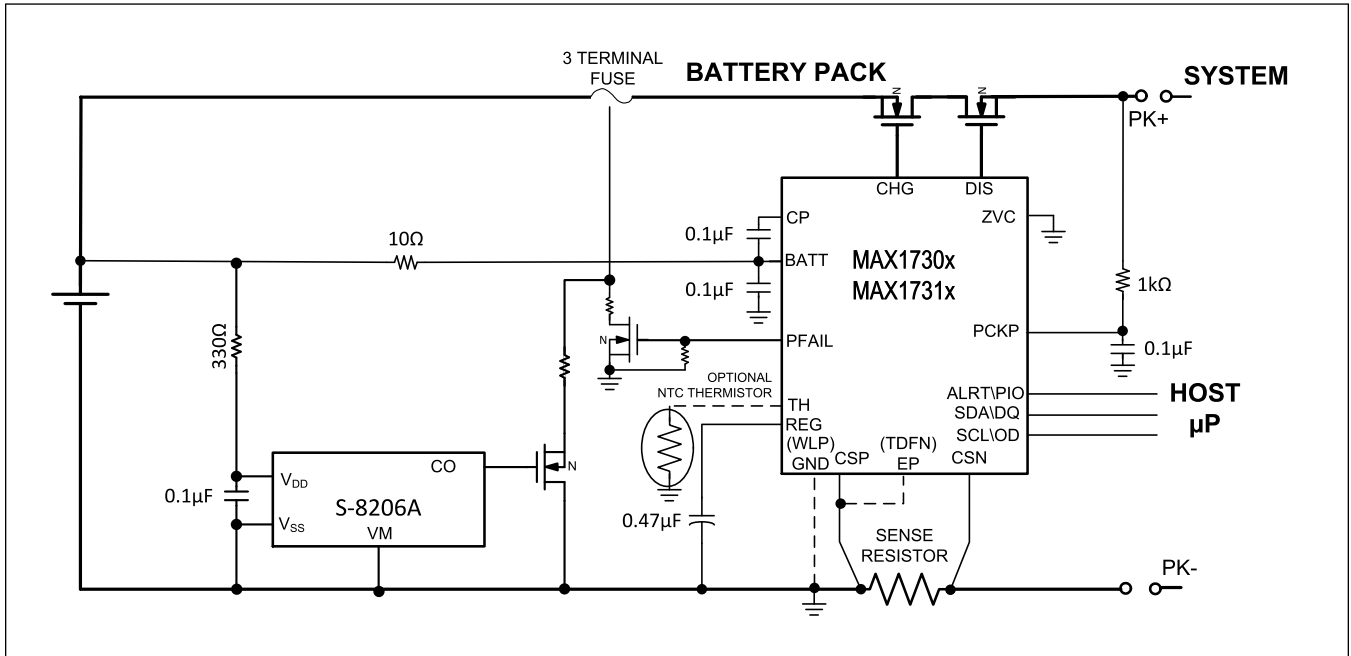 3 TERMINAL
FUSE
BATTERY PACK
SYSTEM
N
N
PK+
CHG
DIS
CP
ZVC
0.1µF
10Ω
BATT
MAX1730x
MAX1731x
0.1µF
1kΩ
330Ω
N
PFAIL
PCKP
0.1µF
OPTIONAL
NTC THERMISTOR
TH
ALRT\PIO
HOST
REG
SDA\DQ
µP
(WLP)
(TDFN)
SCL\OD
GND
CSP
EP
CSN
CO
N
VDD
0.1µF
S-8206A
VSS
VM
0.47µF
SENSE
RESISTOR
PK-